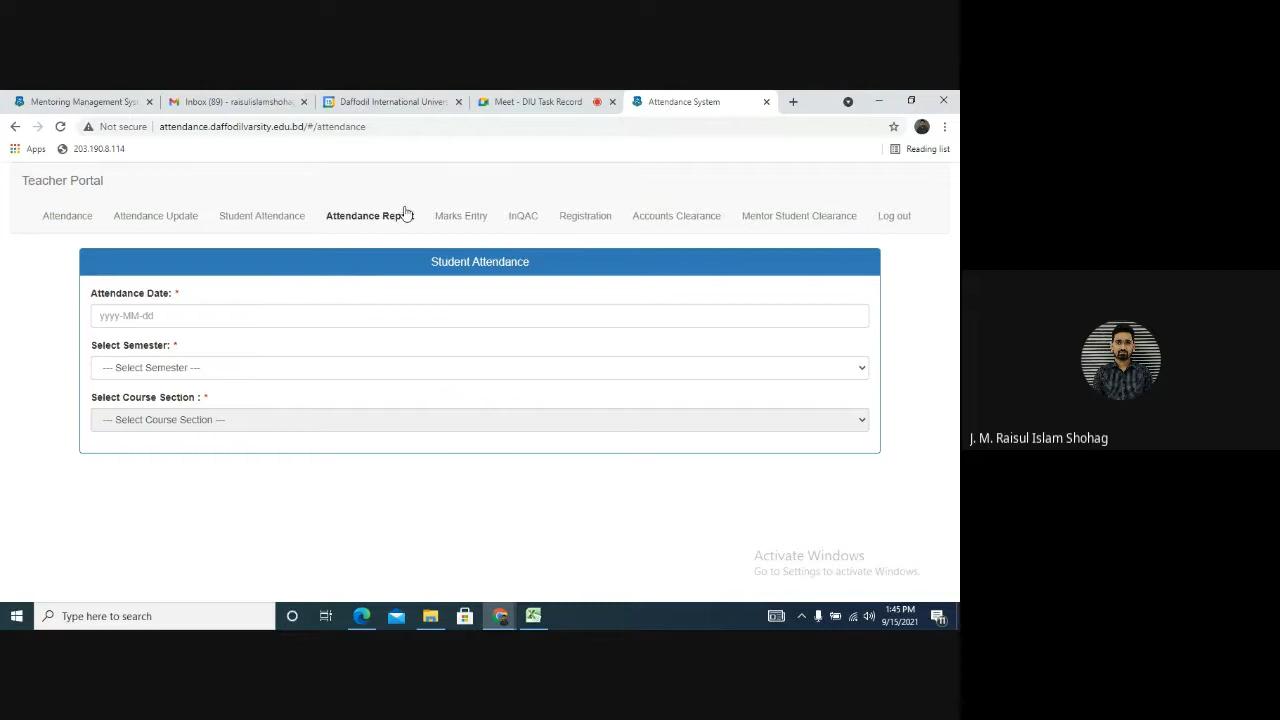 Mentoring Management Sys
Inbox (89) - raisulislamshohag
Daffodil International Univers
Meet - DIU Task Record
Attendance System
Not secure
attendance.daffodilvarsity.edu.bd/#/attendance
Apps
203.190.8.114
Reading list
Teacher Portal
Attendance
Attendance Update
Student Attendance
Attendance Report
Marks Entry
InQAC
Registration
Accounts Clearance
Mentor Student Clearance
Log out
Student Attendance
Attendance Date: *
yyyy-MM-dd
Select Semester: *
--- Select Semester ---
Select Course Section : *
--- Select Course Section ---
J. M. Raisul Islam Shohag
Activate Windows
Go to Settings to activate Windows.
Type here to search
1:45 PM
9/15/2021
11